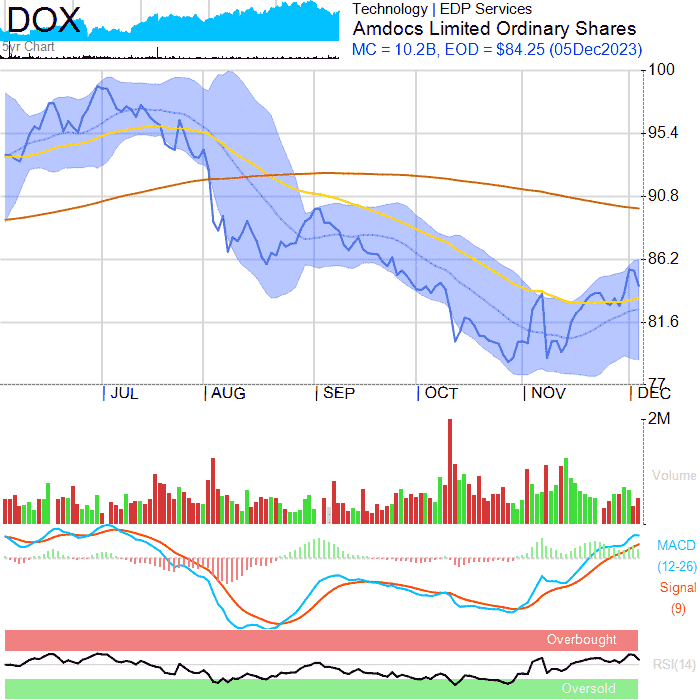 DOX
5yr Chart
Technology | EDP Services
Amdocs Limited Ordinary Shares
MC = 10.2B, EOD = $84.25 (05Dec2023)
100
95.4
90.8
86.2
81.6
77
JUL AUG SEP OCT NOV DEC
2M
Volume
MACD
(12-26)
Signal
(9)
Overbought
RSI(14)
Oversold